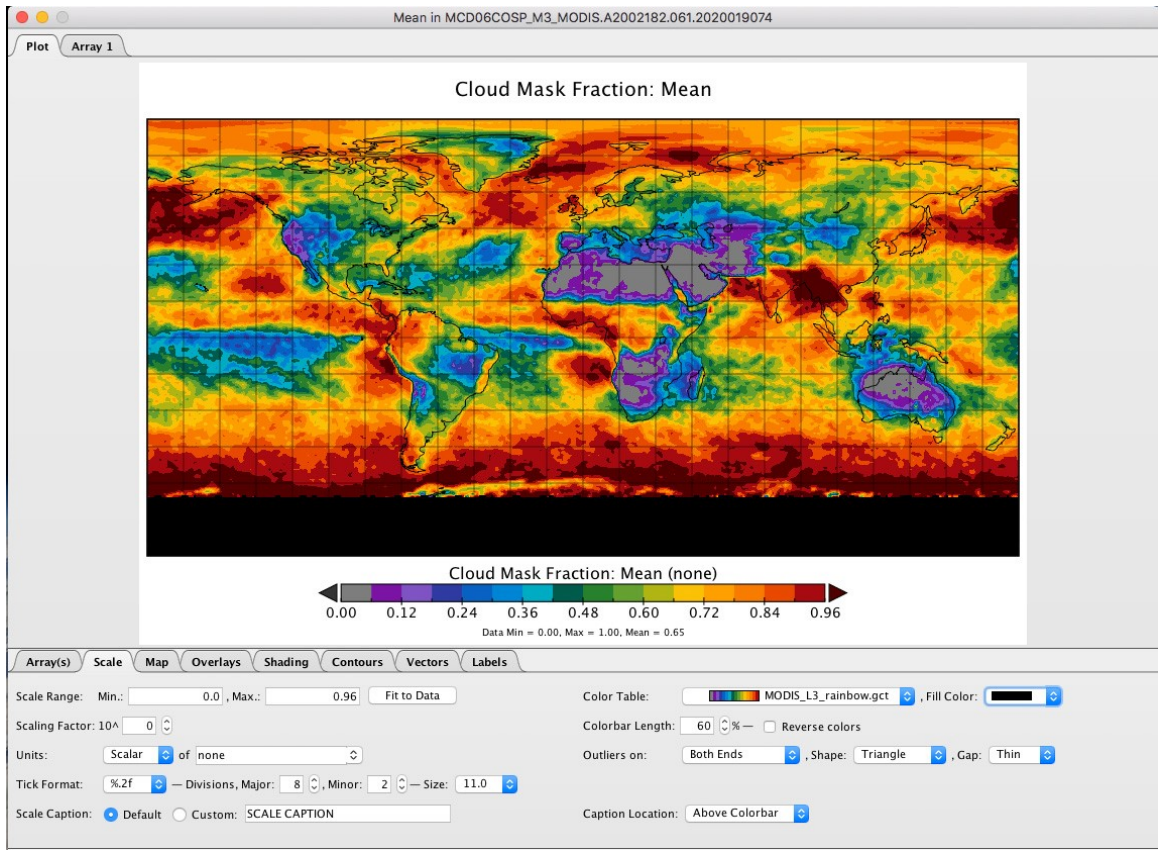 Mean in MCD06COSP_M3_MODIS.A2002182.061.2020019074
Plot Array 1
Cloud Mask Fraction: Mean
Cloud Mask Fraction: Mean (none)
0.00 0.12 0.24 0.36 0.48 0.60 0.72 0.84 0.96
Data Min = 0.00, Max = 1.00, Mean = 0.65
Array(s) Scale Map Overlays Shading Contours Vectors Labels
Scale Range: Min.: 0.0 , Max.: 0.96 Fit to Data Color Table: MODIS_L3_rainbow.gct , Fill Color:
Scaling Factor: 10^ 0 Colorbar Length: 60 % — Reverse colors
Units: Scalar of none Outliers on: Both Ends , Shape: Triangle , Gap: Thin
Tick Format: %.2f — Divisions, Major: 8 , Minor: 2 — Size: 11.0
Scale Caption: Default Custom: SCALE CAPTION Caption Location: Above Colorbar